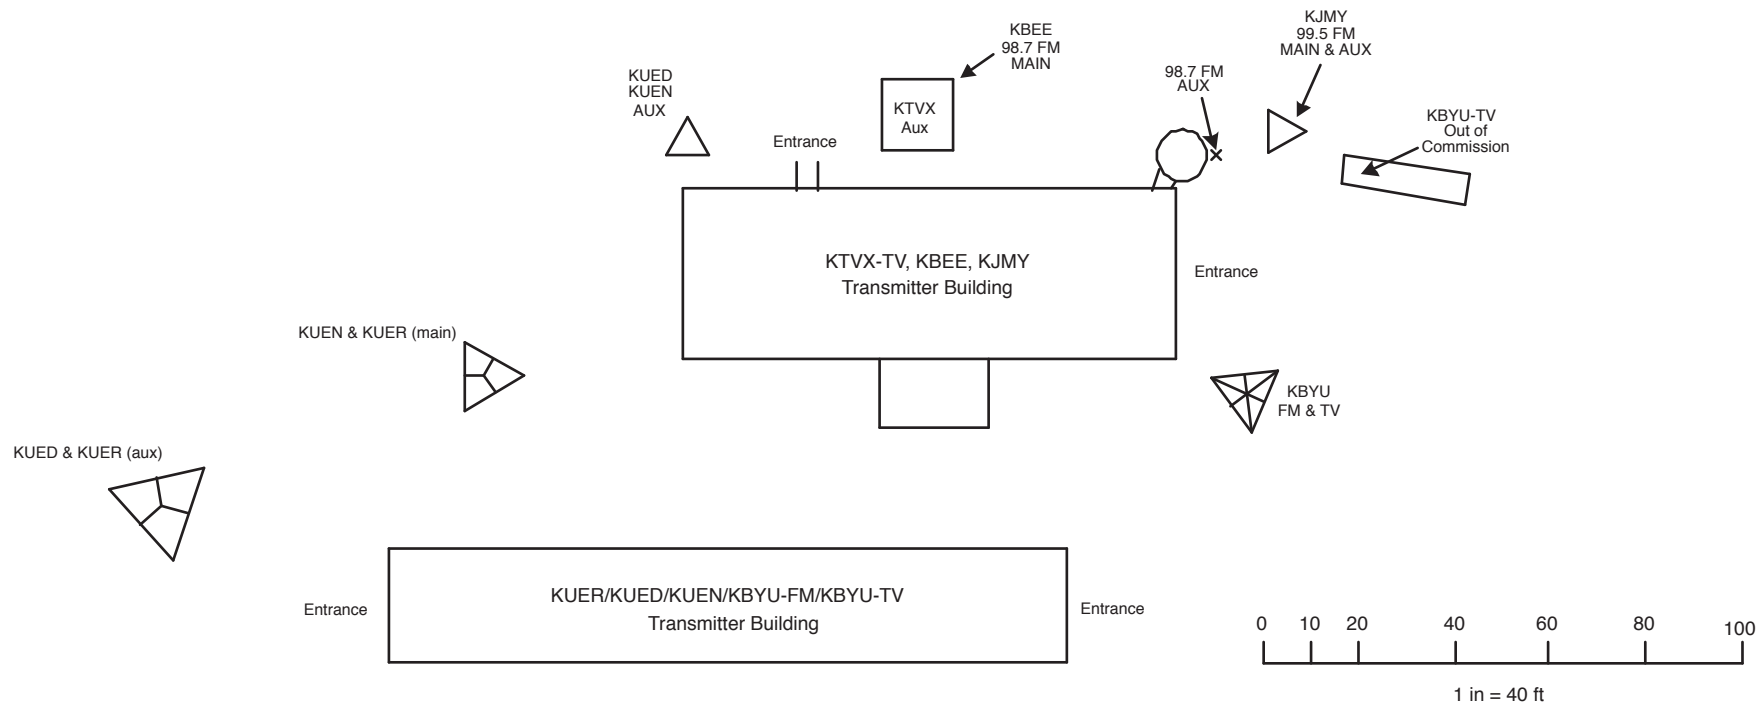 KBEE
98.7 FM
MAIN
KJMY
99.5 FM
MAIN & AUX
KUED
KUEN
AUX
98.7 FM
AUX
KTVX
Aux
KBYU-TV
Out of
Commission
Entrance
KTVX-TV, KBEE, KJMY
Transmitter Building
Entrance
KUEN & KUER (main)
KBYU
FM & TV
KUED & KUER (aux)
KUER/KUED/KUEN/KBYU-FM/KBYU-TV
Transmitter Building
Entrance
Entrance
0 10 20 40 60 80 100
1 in = 40 ft